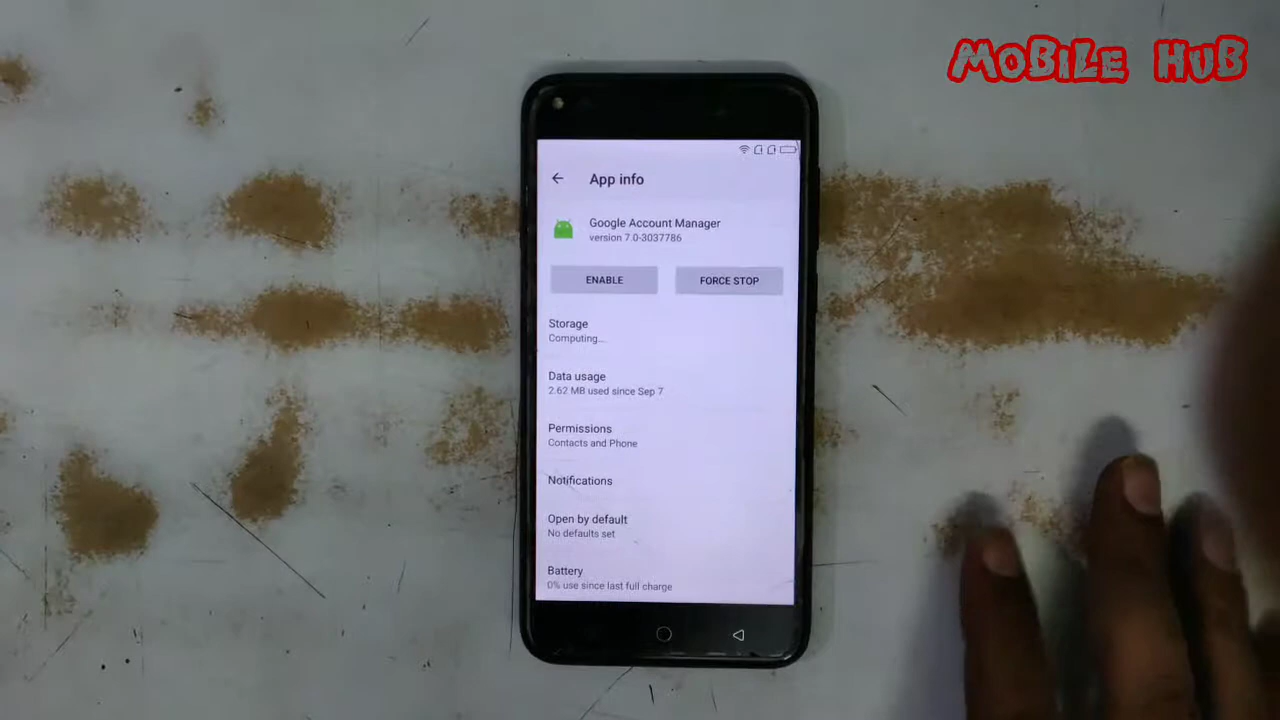 MOBILE HUB
App info
Google Account Manager
version 7.0-3037786
ENABLE
FORCE STOP
Storage
Computing...
Data usage
2.62 MB used since Sep 7
Permissions
Contacts and Phone
Notifications
Open by default
No defaults set
Battery
0% use since last full charge